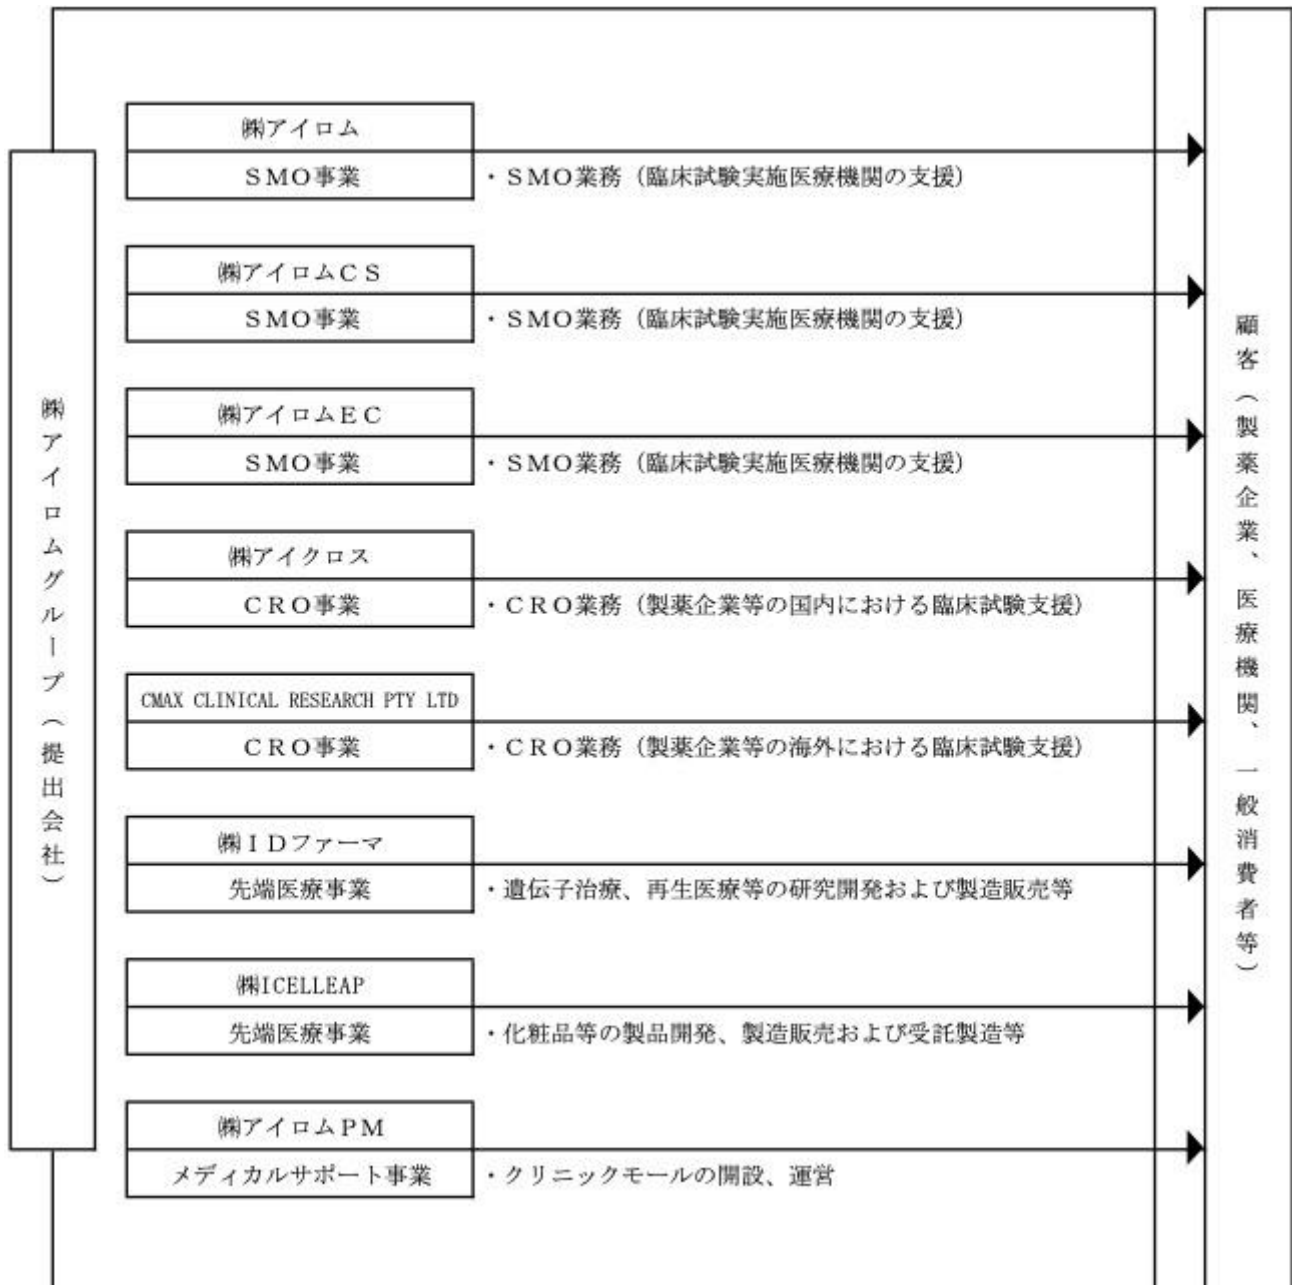 ㈱アイロムグループ（提出会社）
㈱アイロム
ＳＭＯ事業
・ＳＭＯ業務（臨床試験実施医療機関の支援）
㈱アイロムＣＳ
ＳＭＯ事業
・ＳＭＯ業務（臨床試験実施医療機関の支援）
㈱アイロムＥＣ
ＳＭＯ事業
・ＳＭＯ業務（臨床試験実施医療機関の支援）
㈱アイクロス
ＣＲＯ事業
・ＣＲＯ業務（製薬企業等の国内における臨床試験支援）
CMAX CLINICAL RESEARCH PTY LTD
ＣＲＯ事業
・ＣＲＯ業務（製薬企業等の海外における臨床試験支援）
㈱ＩＤファーマ
先端医療事業
・遺伝子治療、再生医療等の研究開発および製造販売等
㈱ICELLEAP
先端医療事業
・化粧品等の製品開発、製造販売および受託製造等
㈱アイロムＰＭ
メディカルサポート事業
・クリニックモールの開設、運営
顧客（製薬企業、医療機関、一般消費者等）